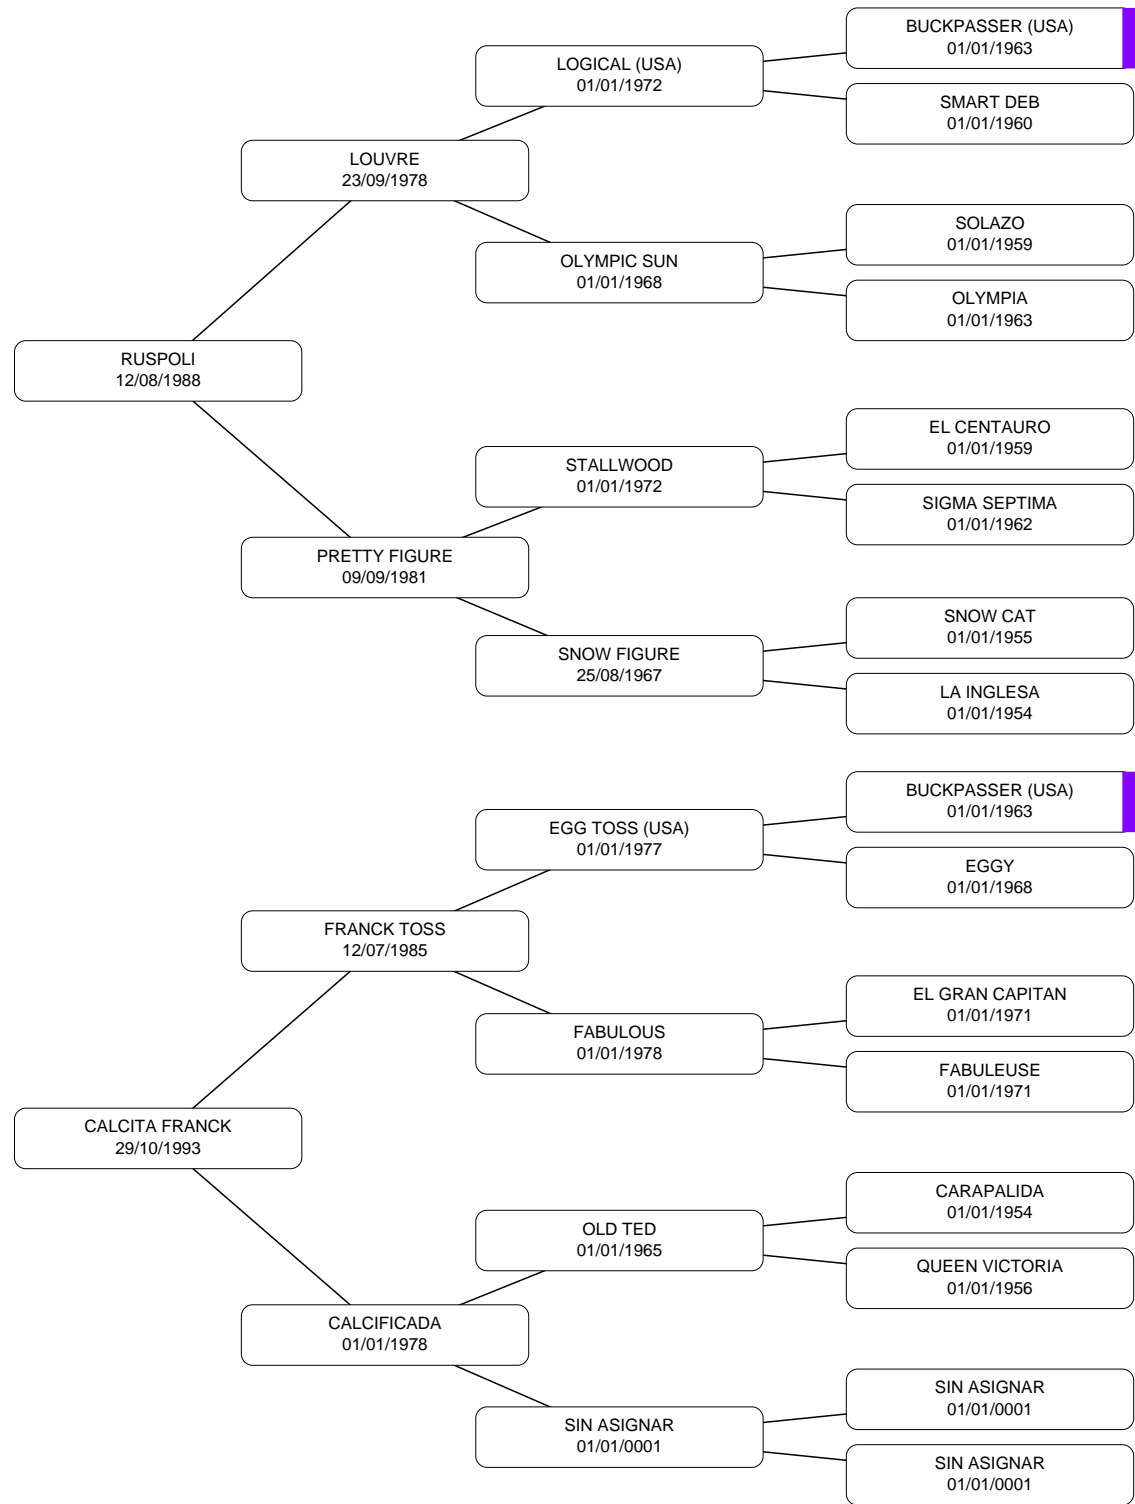 BUCKPASSER (USA)
01/01/1963
LOGICAL (USA)
01/01/1972
SMART DEB
01/01/1960
LOUVRE
23/09/1978
SOLAZO
01/01/1959
OLYMPIC SUN
01/01/1968
OLYMPIA
01/01/1963
RUSPOLI
12/08/1988
EL CENTAURO
01/01/1959
STALLWOOD
01/01/1972
SIGMA SEPTIMA
01/01/1962
PRETTY FIGURE
09/09/1981
SNOW CAT
01/01/1955
SNOW FIGURE
25/08/1967
LA INGLESA
01/01/1954
BUCKPASSER (USA)
01/01/1963
EGG TOSS (USA)
01/01/1977
EGGY
01/01/1968
FRANCK TOSS
12/07/1985
EL GRAN CAPITAN
01/01/1971
FABULOUS
01/01/1978
FABULEUSE
01/01/1971
CALCITA FRANCK
29/10/1993
CARAPALIDA
01/01/1954
OLD TED
01/01/1965
QUEEN VICTORIA
01/01/1956
CALCIFICADA
01/01/1978
SIN ASIGNAR
01/01/0001
SIN ASIGNAR
01/01/0001
SIN ASIGNAR
01/01/0001